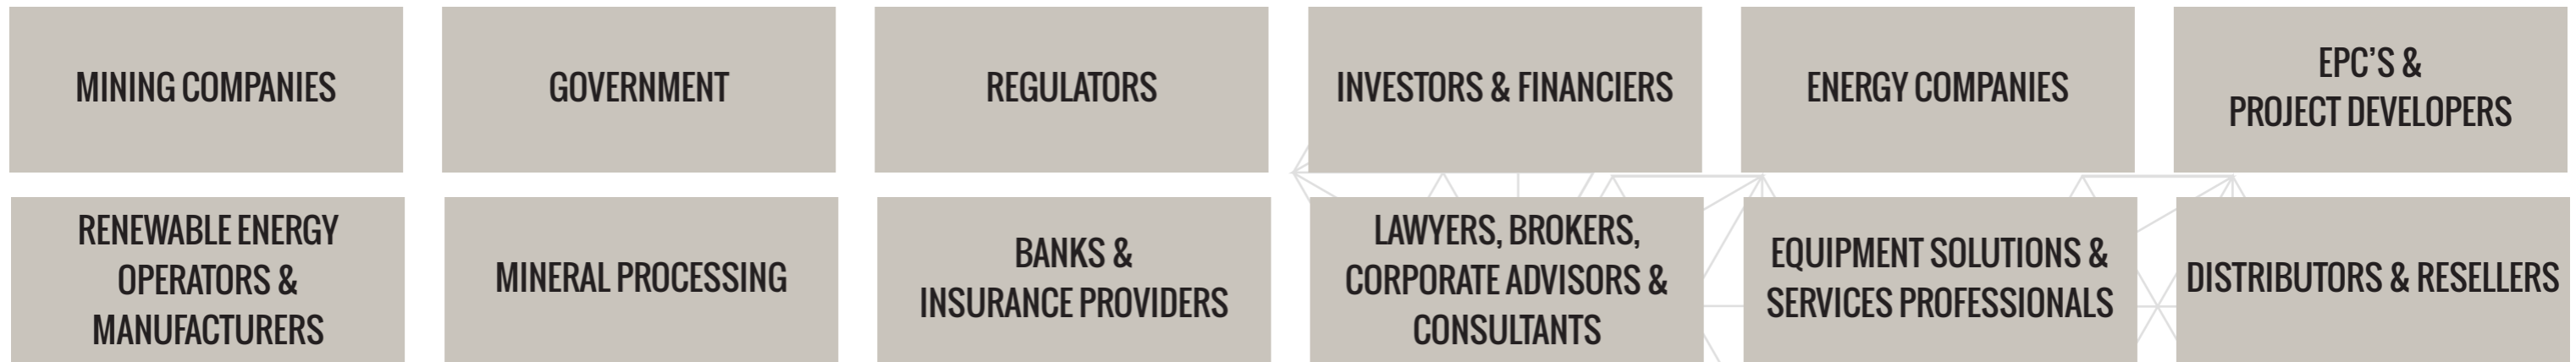 MINING COMPANIES
GOVERNMENT
REGULATORS
INVESTORS & FINANCIERS
ENERGY COMPANIES
EPC’S &
PROJECT DEVELOPERS
RENEWABLE ENERGY
OPERATORS &
MANUFACTURERS
MINERAL PROCESSING
BANKS &
INSURANCE PROVIDERS
LAWYERS, BROKERS,
CORPORATE ADVISORS &
CONSULTANTS
EQUIPMENT SOLUTIONS &
SERVICES PROFESSIONALS
DISTRIBUTORS & RESELLERS